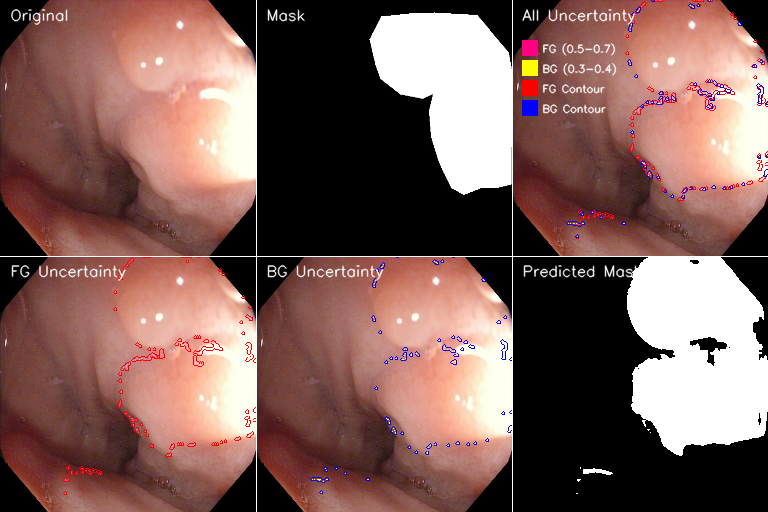 Original
Mask
All Uncertainty
FG (0.5-0.7)
BG (0.3-0.4)
FG Contour
BG Contour
FG Uncertainty
BG Uncertainty
Predicted Mask